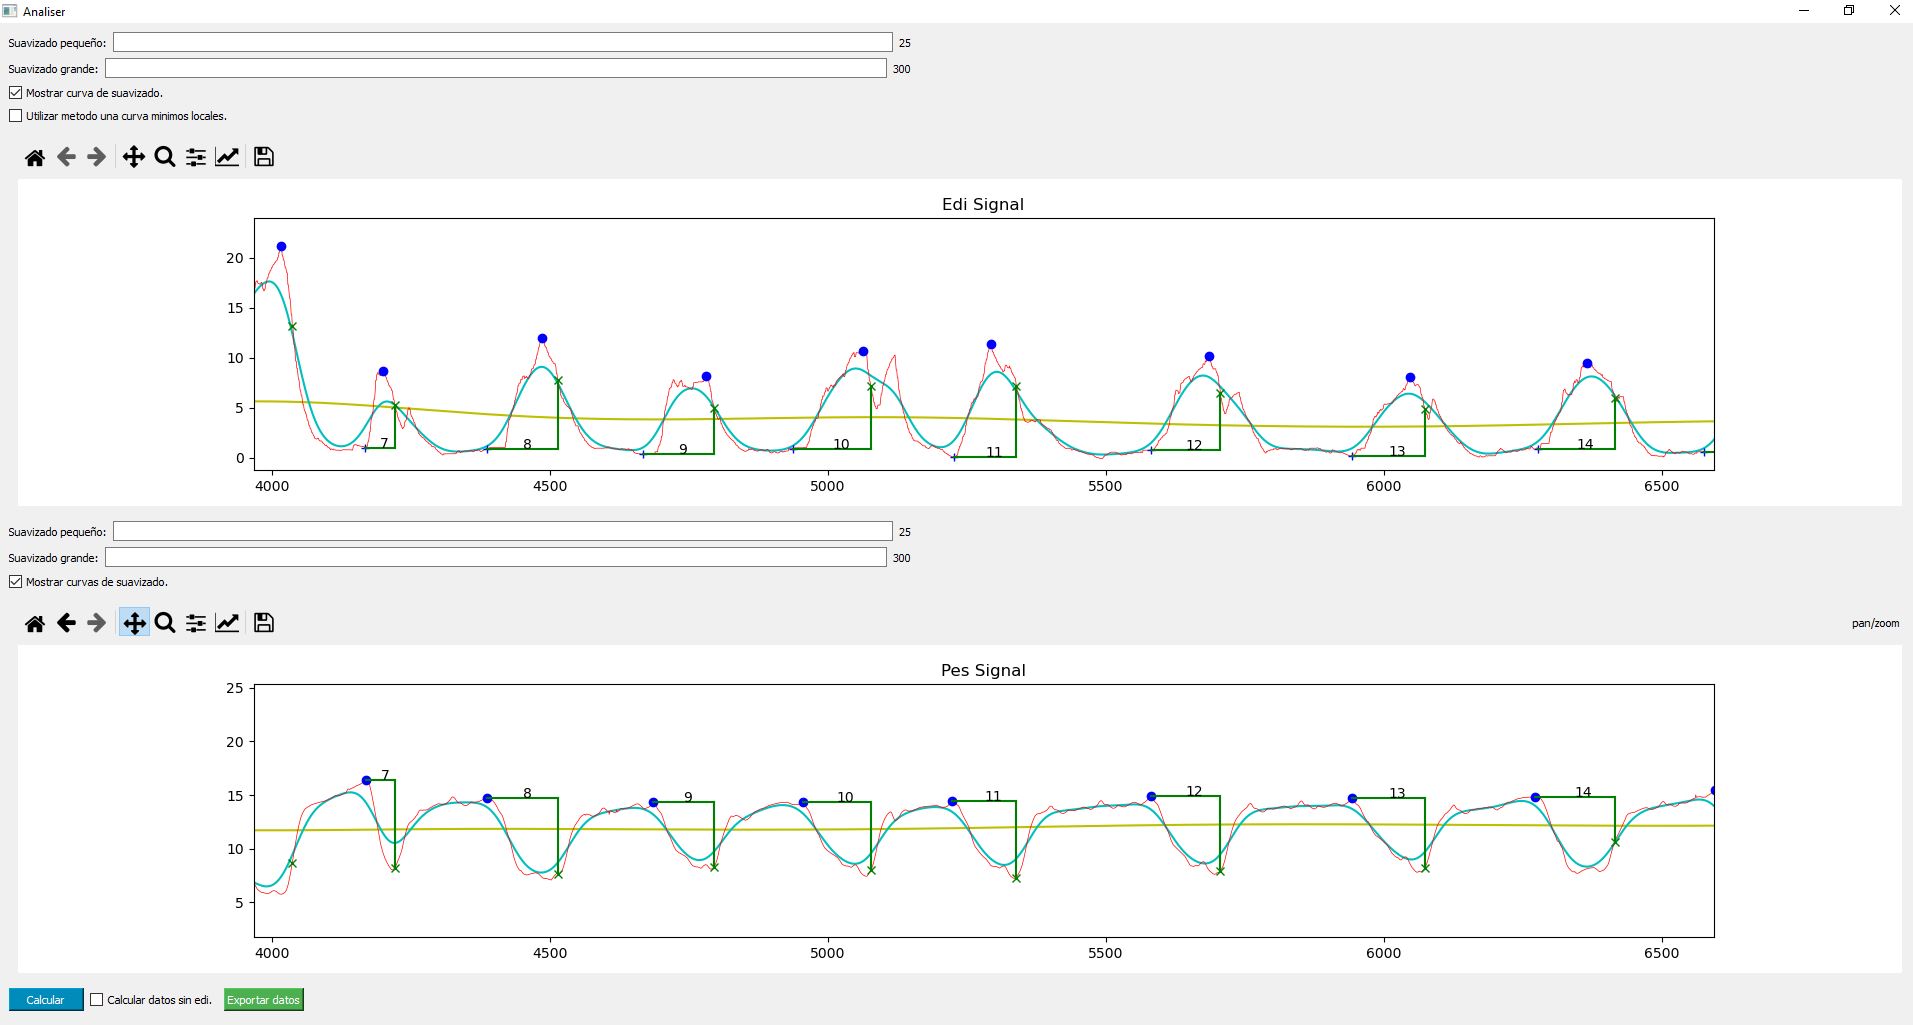 Analiser
Suavizado pequeño: 25
Suavizado grande: 300
Mostrar curva de suavizado.
Utilizar metodo una curva minimos locales.
Edi Signal
20
15
10
5
0
7 8 9 10 11 12 13 14
4000 4500 5000 5500 6000 6500
Suavizado pequeño: 25
Suavizado grande: 300
Mostrar curvas de suavizado.
pan/zoom
Pes Signal
25
20
15
10
5
7 8 9 10 11 12 13 14
4000 4500 5000 5500 6000 6500
Calcular Calcular datos sin edi. Exportar datos